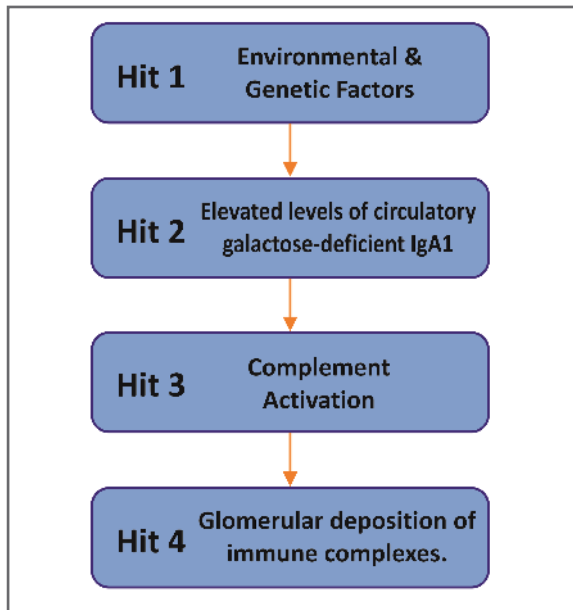 Hit 1
Environmental &
Genetic Factors
Hit 2
Elevated levels of circulatory
galactose-deficient IgA1
Hit 3
Complement
Activation
Hit 4
Glomerular deposition of
immune complexes.